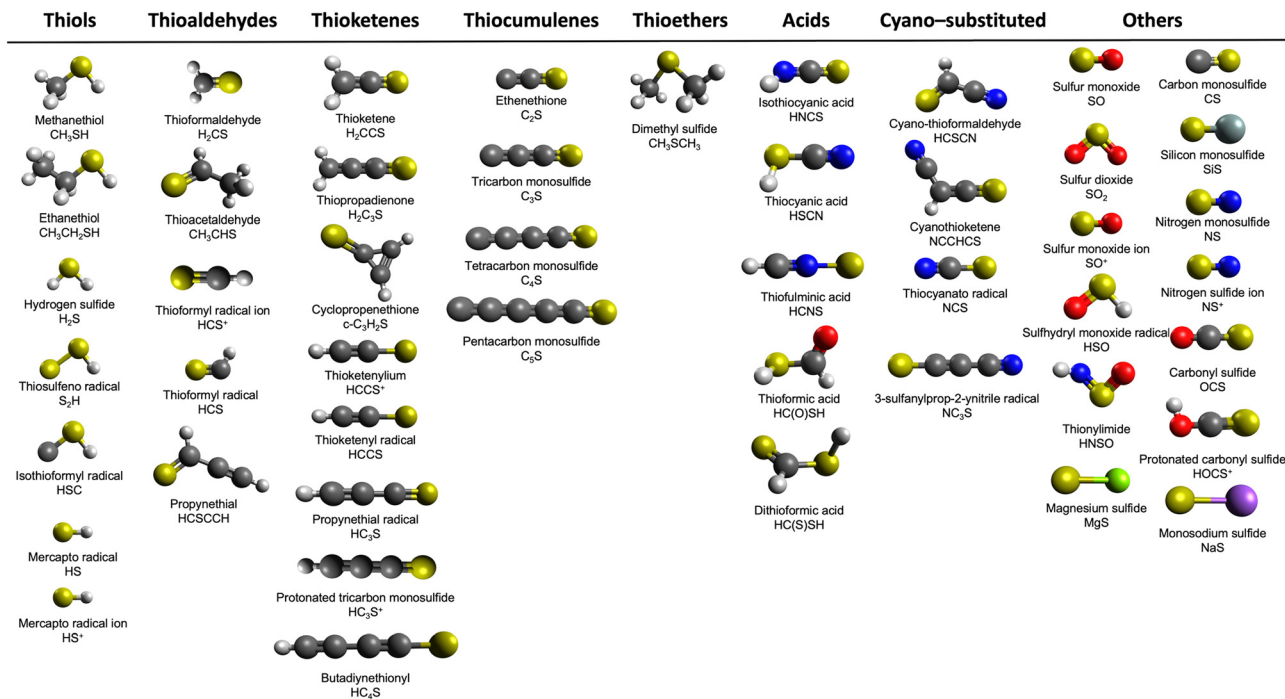 Thiols
Thioaldehydes
Thioketenes
Thiocumulenes
Thioethers
Acids
Cyano–substituted
Others
Methanethiol
CH₃SH
Ethanethiol
CH₃CH₂SH
Hydrogen sulfide
H₂S
Thiosulfeno radical
S₂H
Isothioformyl radical
HSC
Mercapto radical
HS
Mercapto radical ion
HS⁺
Thioformaldehyde
H₂CS
Thioacetaldehyde
CH₃CHS
Thioformyl radical ion
HCS⁺
Thioformyl radical
HCS
Propynethial
HCSCCH
Thioketene
H₂CCS
Thiopropadienone
H₂C₃S
Cyclopropenethione
c-C₃H₂S
Thioketenylium
HCCS⁺
Thioketenyl radical
HCCS
Propynethial radical
HC₃S
Protonated tricarbon monosulfide
HC₃S⁺
Butadiynethionyl
HC₄S
Ethenethione
C₂S
Tricarbon monosulfide
C₃S
Tetracarbon monosulfide
C₄S
Pentacarbon monosulfide
C₅S
Dimethyl sulfide
CH₃SCH₃
Isothiocyanic acid
HNCS
Thiocyanic acid
HSCN
Thiofulminic acid
HCNS
Thioformic acid
HC(O)SH
Dithioformic acid
HC(S)SH
Cyano-thioformaldehyde
HCSCN
Cyanothioketene
NCCHCS
Thiocyanato radical
NCS
3-sulfanylprop-2-ynitrile radical
NC₃S
Sulfur monoxide
SO
Sulfur dioxide
SO₂
Sulfur monoxide ion
SO⁺
Sulfhydryl monoxide radical
HSO
Thionylimide
HNSO
Magnesium sulfide
MgS
Carbon monosulfide
CS
Silicon monosulfide
SiS
Nitrogen monosulfide
NS
Nitrogen sulfide ion
NS⁺
Carbonyl sulfide
OCS
Protonated carbonyl sulfide
HOCS⁺
Monosodium sulfide
NaS